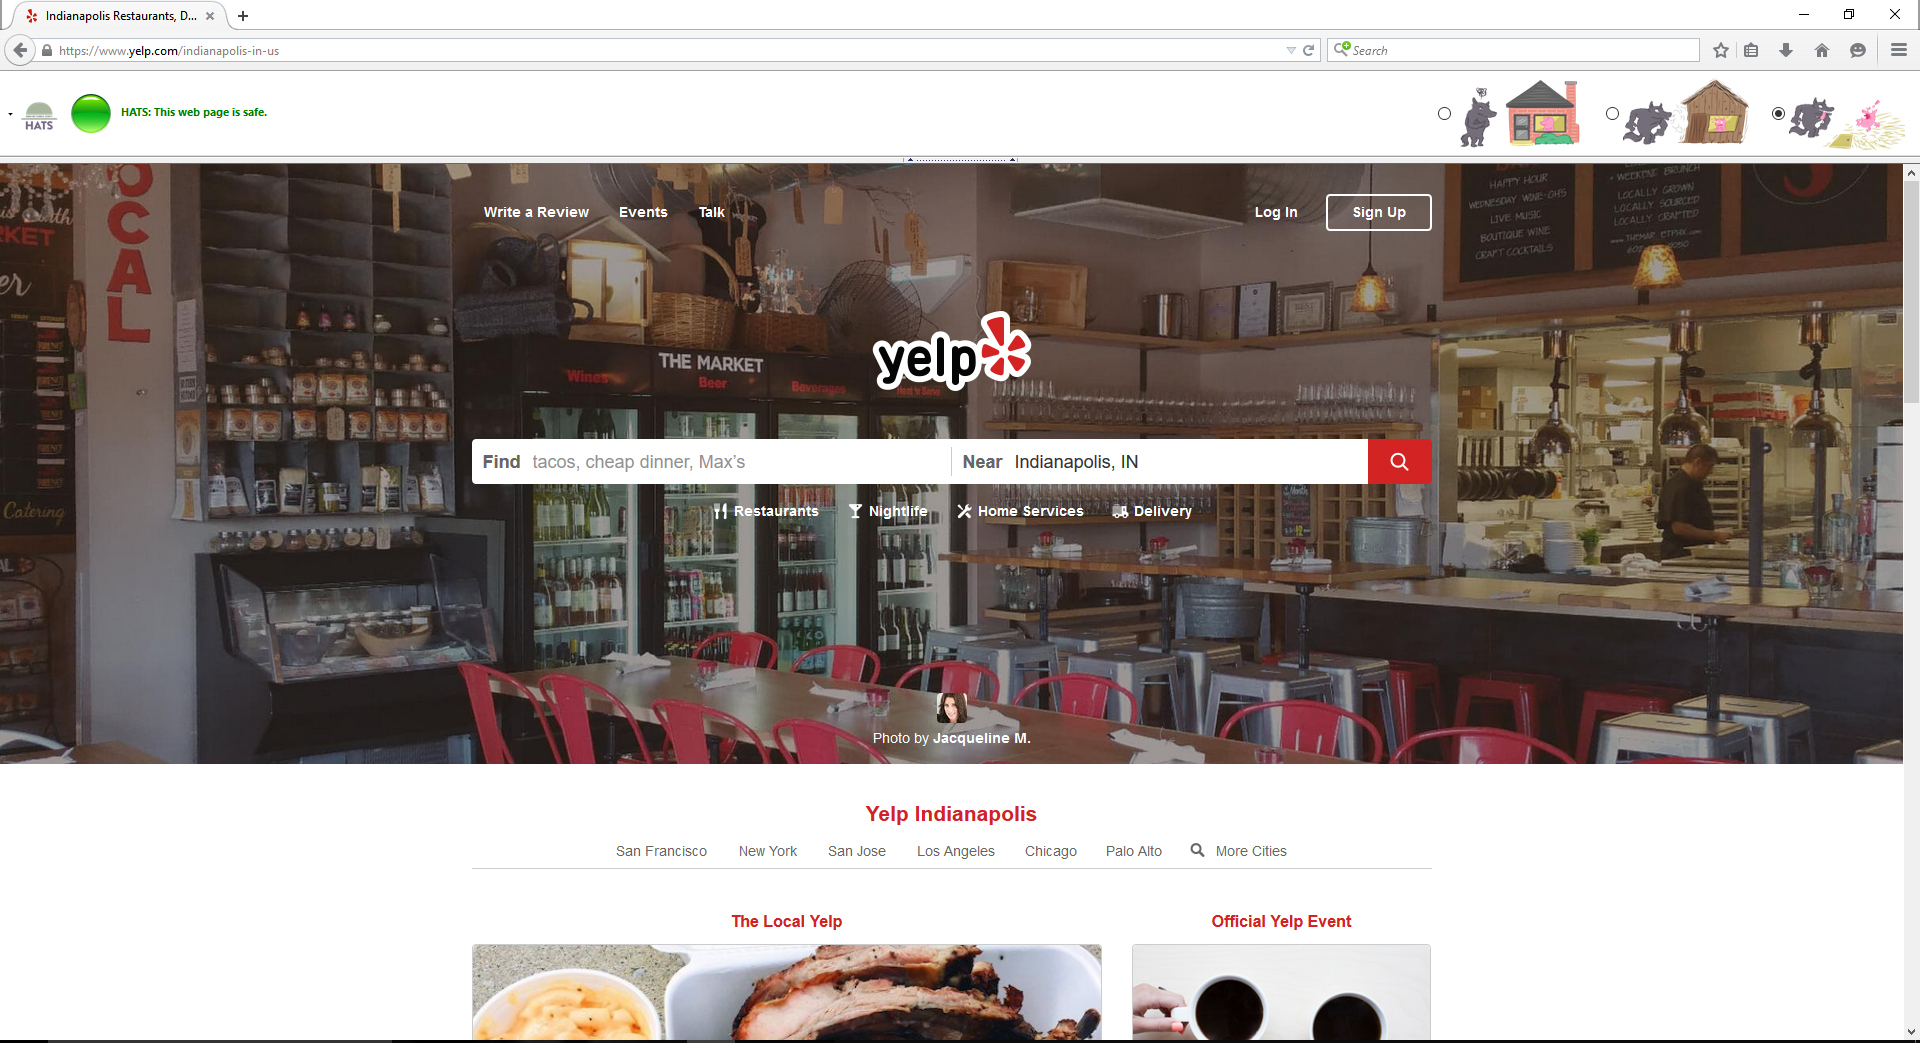 Indianapolis Restaurants, D...
https://www.yelp.com/indianapolis-in-us
Search
HATS
HATS: This web page is safe.
Write a Review
Events
Talk
Log In
Sign Up
LOCAL
HAPPY HOUR
LIVE MUSIC
BOUTIQUE WINE
CRAFT COCKTAILS
WEEKEND BRUNCH
LOCALLY GROWN
LOCALLY SOURCED
LOCALLY CRAFTED
THE MARKET
Wines
Beer
Beverages
yelp
Find tacos, cheap dinner, Max's
Near Indianapolis, IN
Restaurants
Nightlife
Home Services
Delivery
Catering
Photo by Jacqueline M.
Yelp Indianapolis
San Francisco
New York
San Jose
Los Angeles
Chicago
Palo Alto
More Cities
The Local Yelp
Official Yelp Event